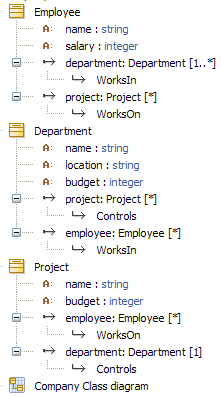 Employee
A: name : string
A: salary : integer
department: Department [1..*]
WorksIn
project: Project [*]
WorksOn
Department
A: name : string
A: location : string
A: budget : integer
project: Project [*]
Controls
employee: Employee [*]
WorksIn
Project
A: name : string
A: budget : integer
employee: Employee [*]
WorksOn
department: Department [1]
Controls
Company Class diagram